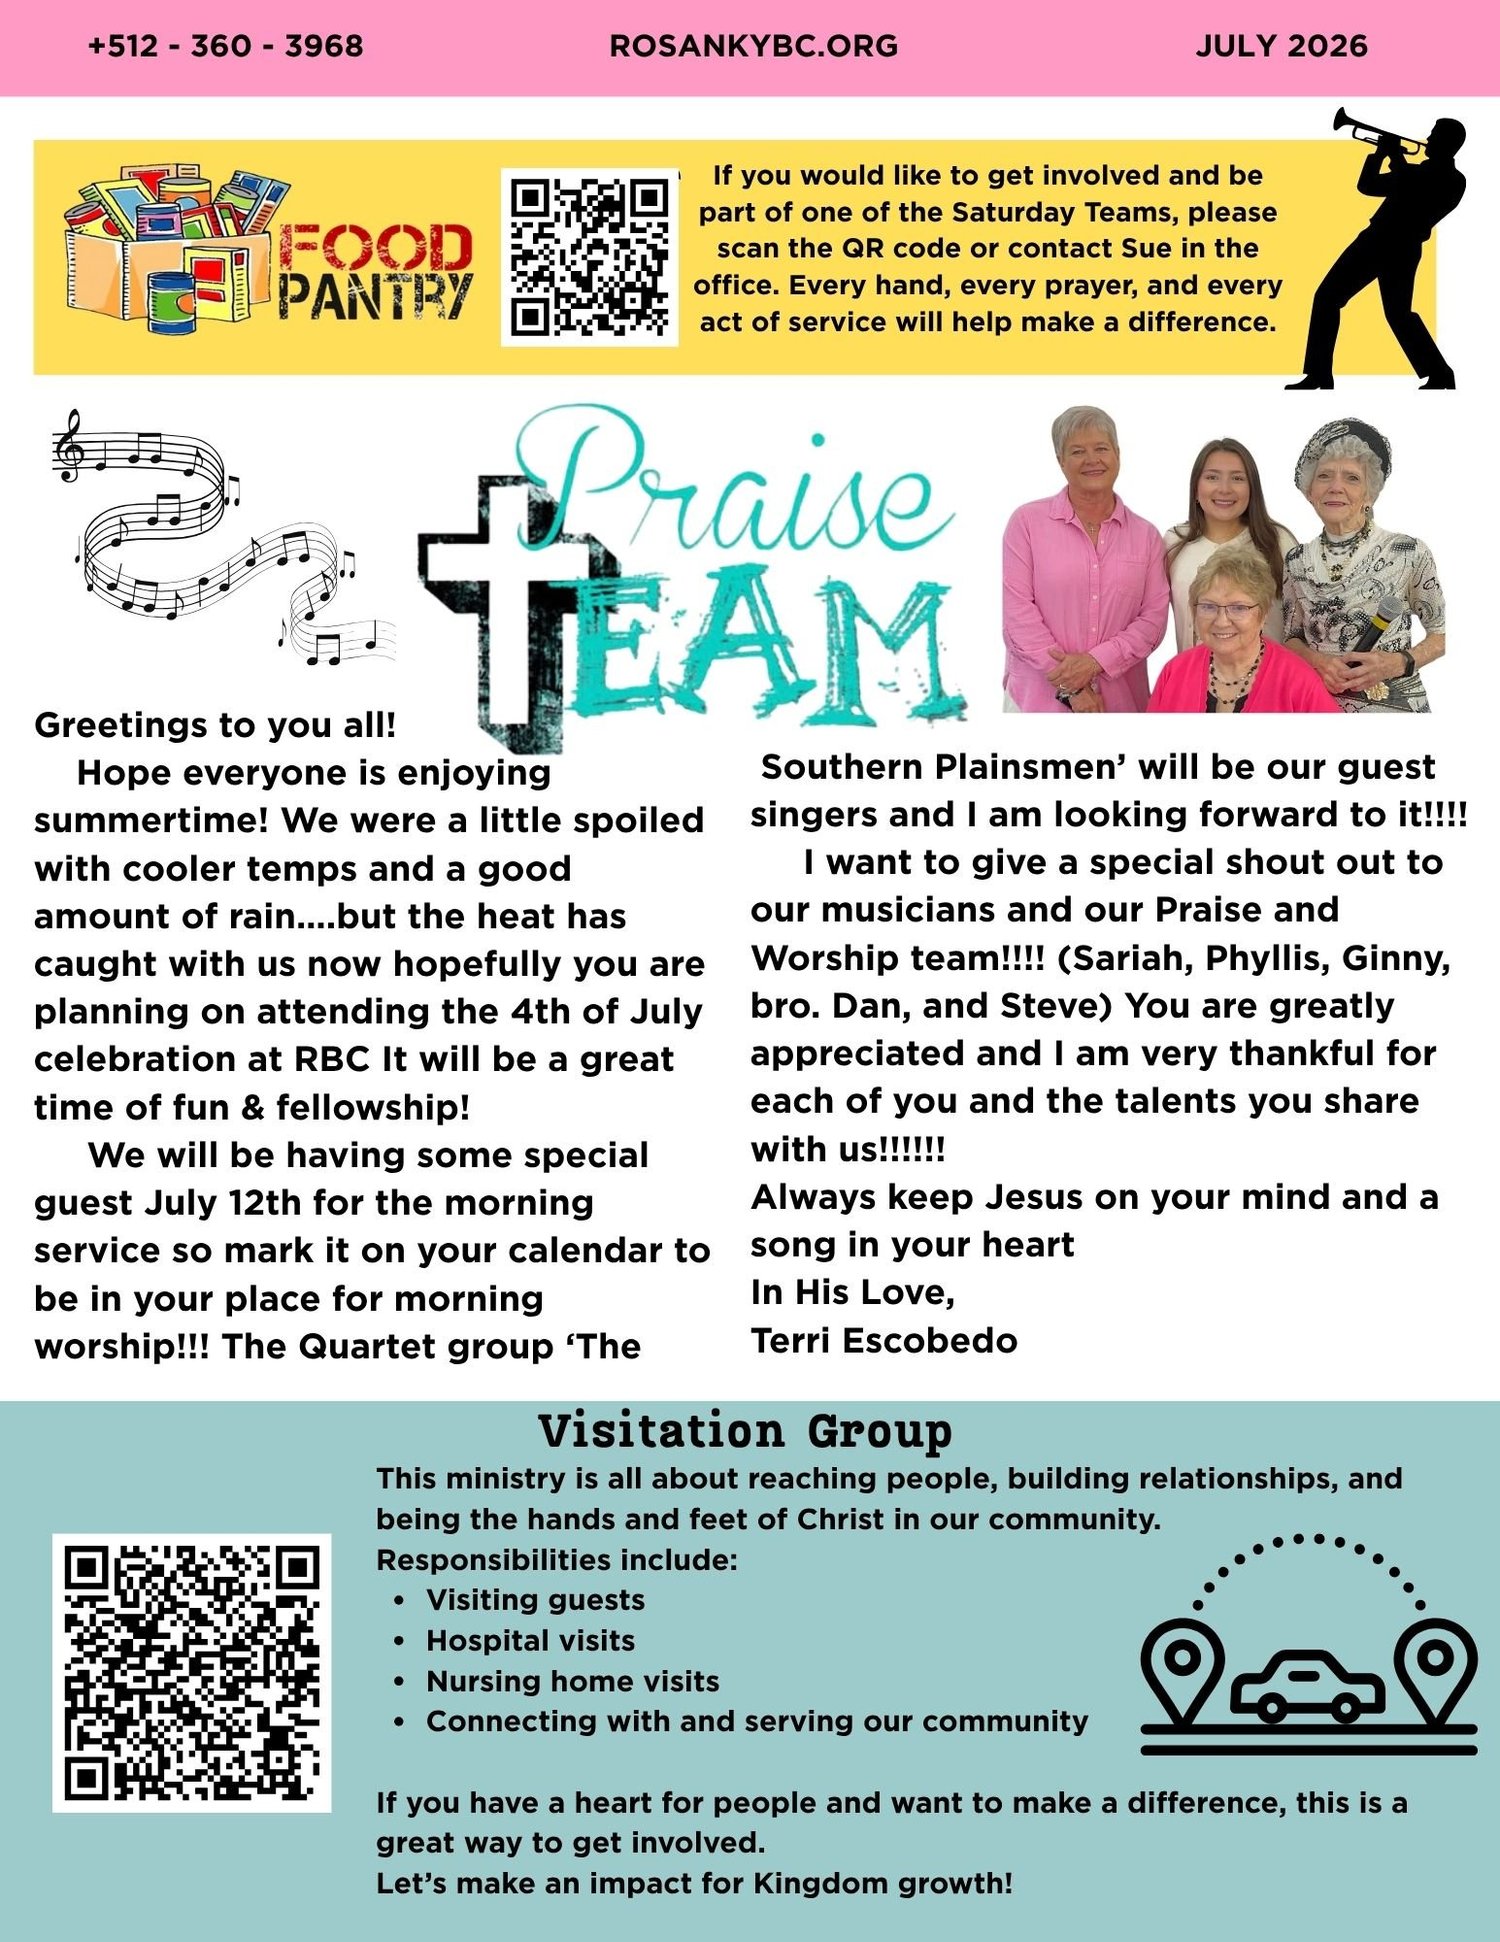 +512 - 360 - 3968
ROSANKYBC.ORG
JULY 2026
FOOD
PANTRY
If you would like to get involved and be
part of one of the Saturday Teams, please
scan the QR code or contact Sue in the
office. Every hand, every prayer, and every
act of service will help make a difference.
Praise
TEAM
Greetings to you all!
Hope everyone is enjoying
summertime! We were a little spoiled
with cooler temps and a good
amount of rain....but the heat has
caught with us now hopefully you are
planning on attending the 4th of July
celebration at RBC It will be a great
time of fun & fellowship!
We will be having some special
guest July 12th for the morning
service so mark it on your calendar to
be in your place for morning
worship!!! The Quartet group ‘The
Southern Plainsmen’ will be our guest
singers and I am looking forward to it!!!!
I want to give a special shout out to
our musicians and our Praise and
Worship team!!!! (Sariah, Phyllis, Ginny,
bro. Dan, and Steve) You are greatly
appreciated and I am very thankful for
each of you and the talents you share
with us!!!!!!
Always keep Jesus on your mind and a
song in your heart
In His Love,
Terri Escobedo
Visitation Group
This ministry is all about reaching people, building relationships, and
being the hands and feet of Christ in our community.
Responsibilities include:
• Visiting guests
• Hospital visits
• Nursing home visits
• Connecting with and serving our community
If you have a heart for people and want to make a difference, this is a
great way to get involved.
Let’s make an impact for Kingdom growth!